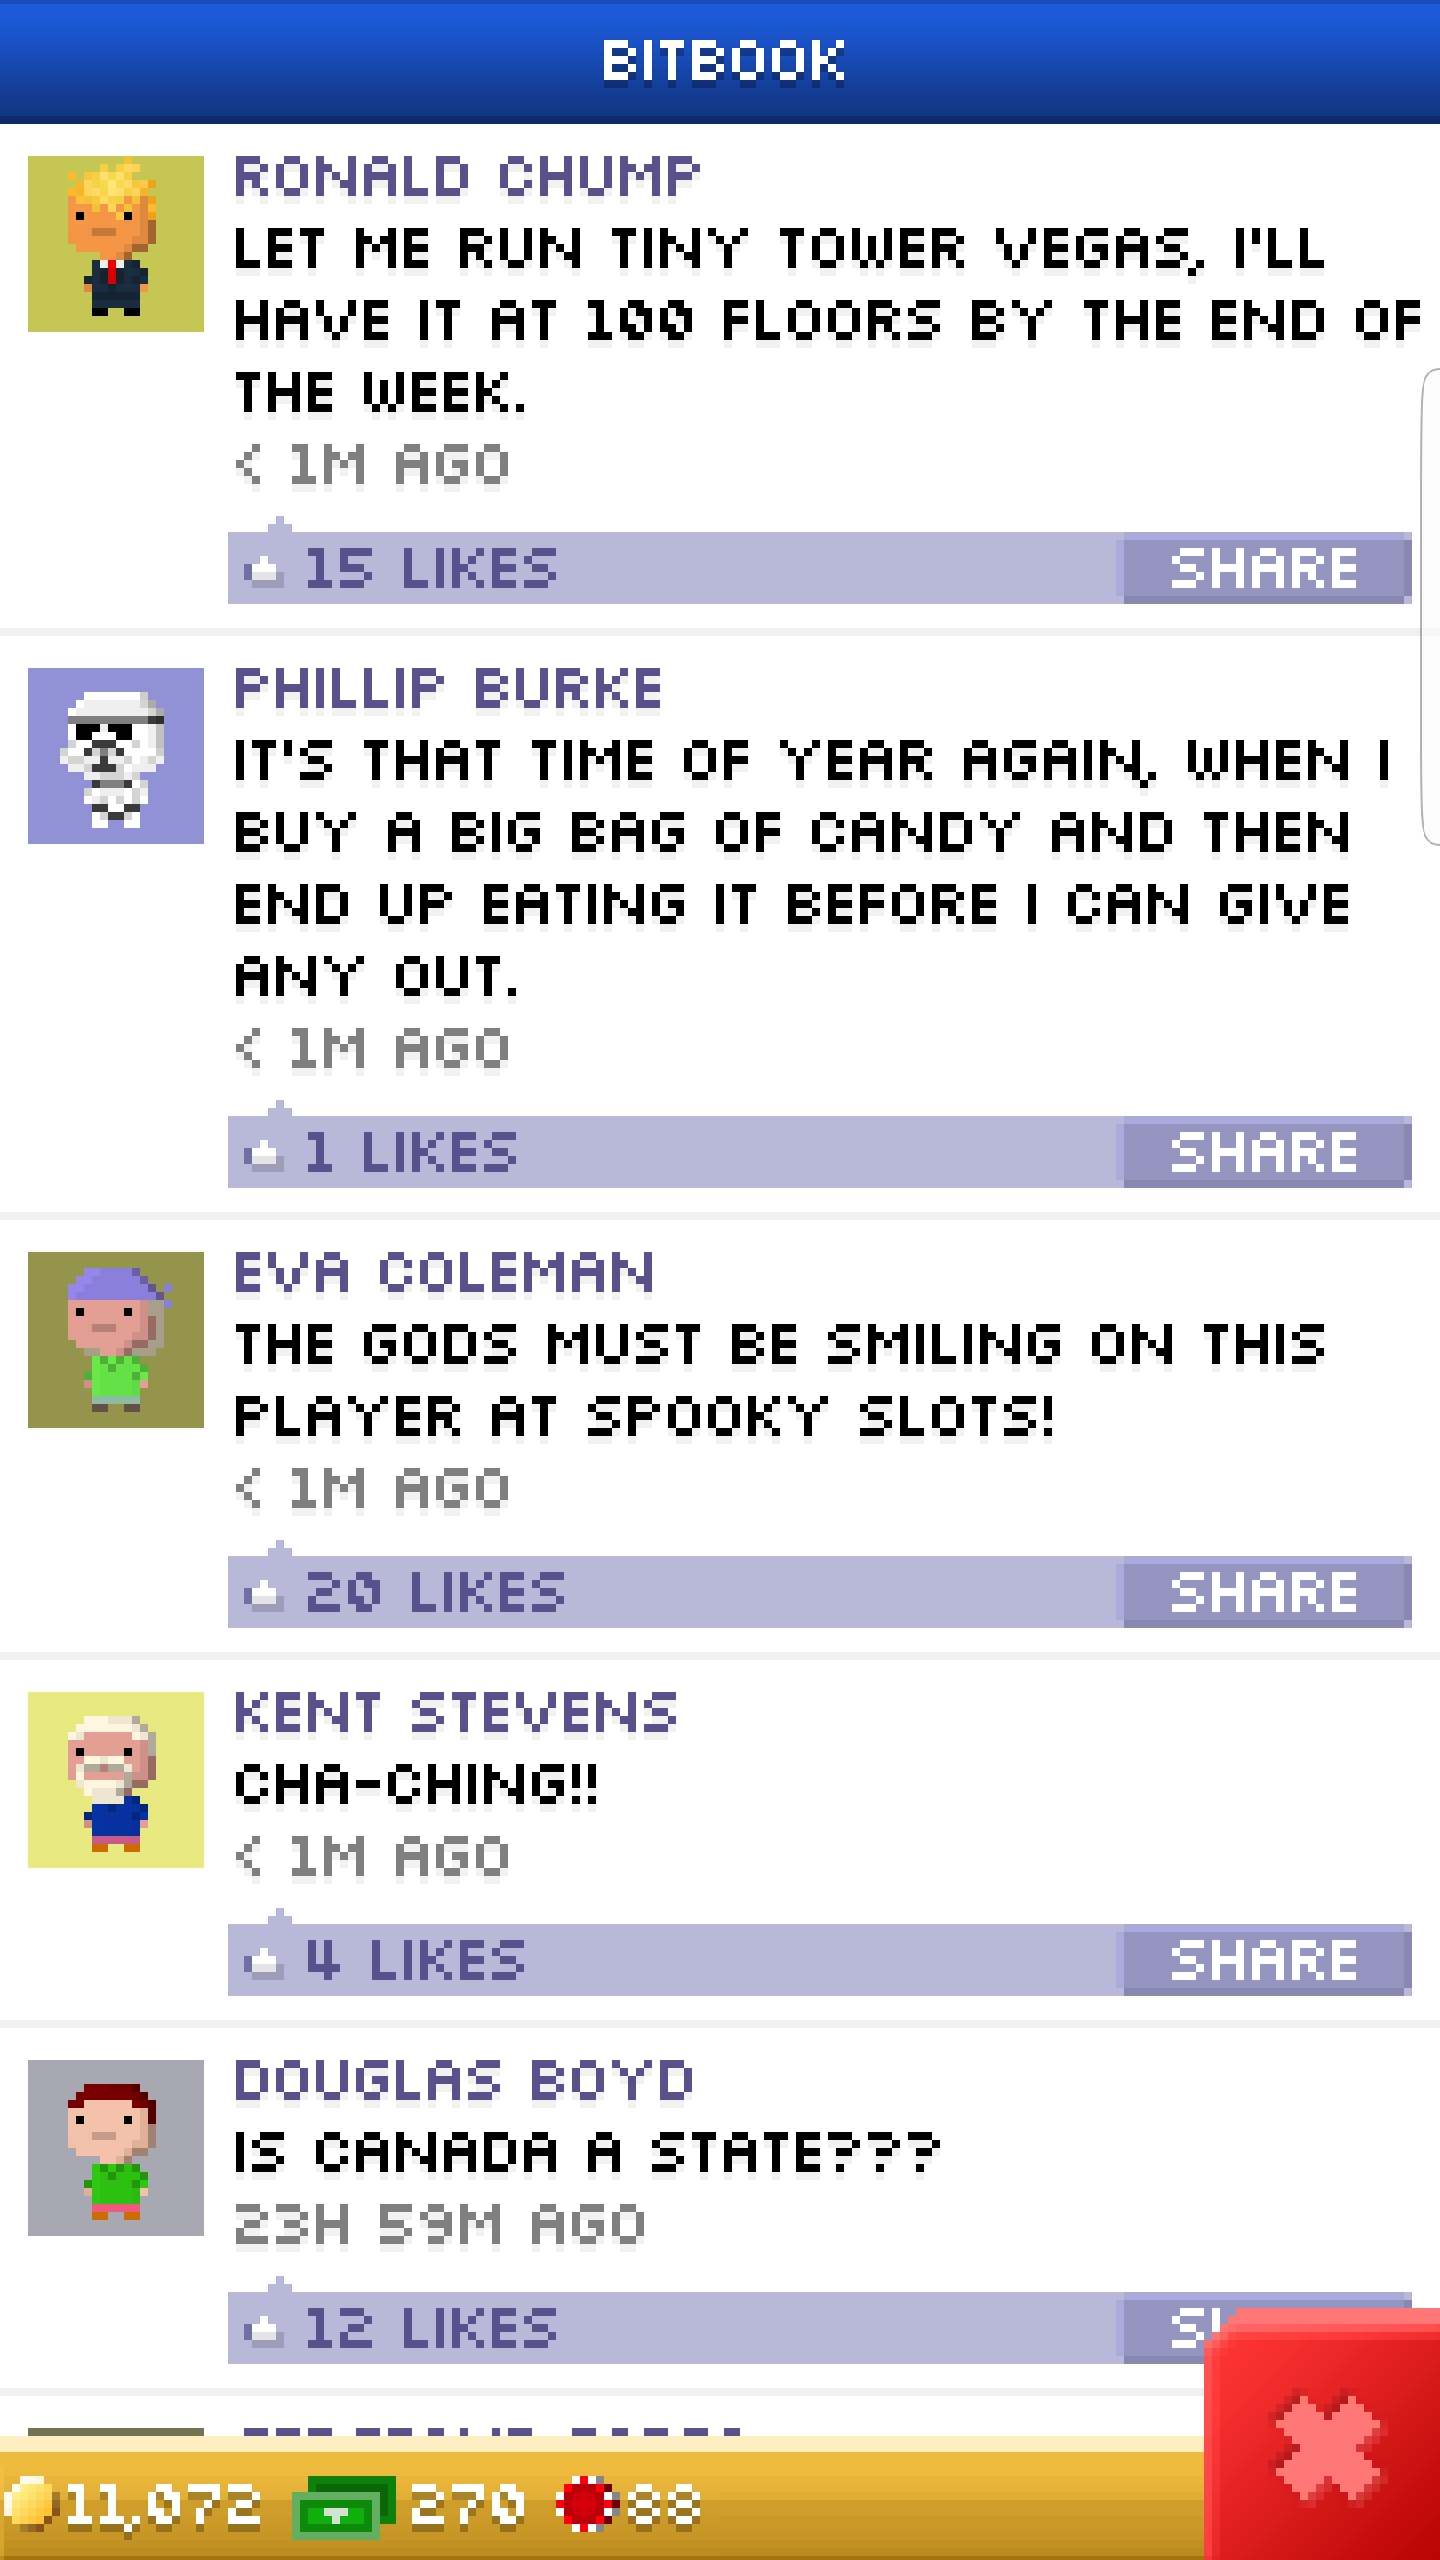 BITBOOK
RONALD CHUMP
LET ME RUN TINY TOWER VEGAS, I'LL
HAVE IT AT 100 FLOORS BY THE END OF
THE WEEK.
< 1M AGO
15 LIKES SHARE
PHILLIP BURKE
IT'S THAT TIME OF YEAR AGAIN, WHEN I
BUY A BIG BAG OF CANDY AND THEN
END UP EATING IT BEFORE I CAN GIVE
ANY OUT.
< 1M AGO
1 LIKES SHARE
EVA COLEMAN
THE GODS MUST BE SMILING ON THIS
PLAYER AT SPOOKY SLOTS!
< 1M AGO
20 LIKES SHARE
KENT STEVENS
CHA-CHING!!
< 1M AGO
4 LIKES SHARE
DOUGLAS BOYD
IS CANADA A STATE???
23H 59M AGO
12 LIKES
11,072 270 88